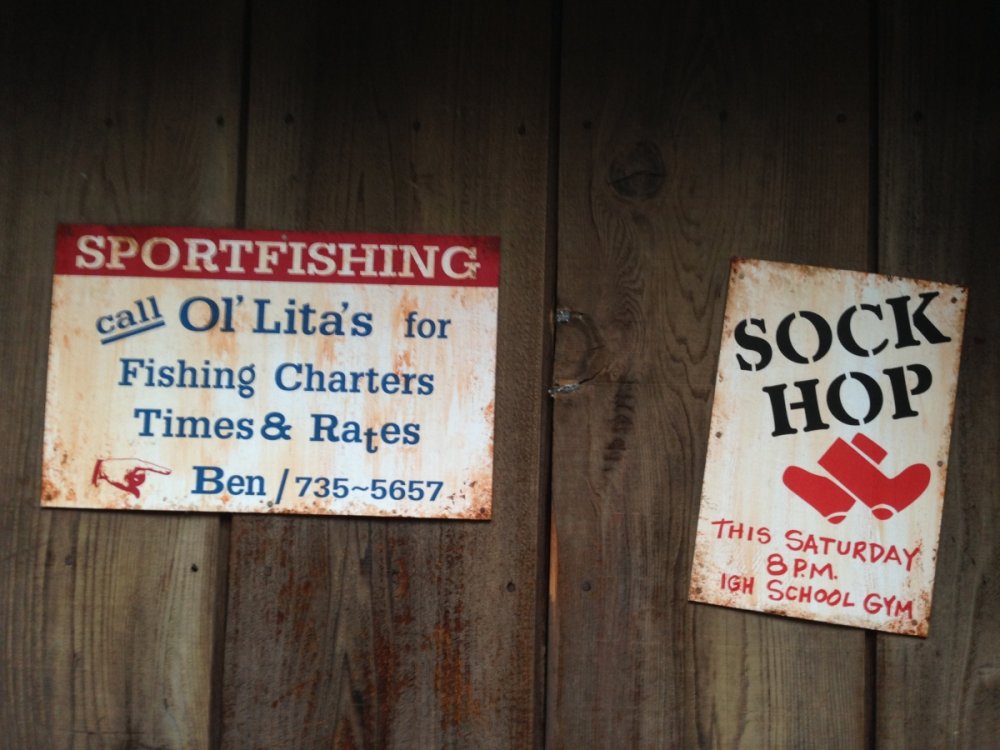 SPORTFISHING
call Ol' Lita's for
Fishing Charters
Times & Rates
Ben / 735~5657
SOCK
HOP
THIS SATURDAY
8 P.M.
IGH SCHOOL GYM